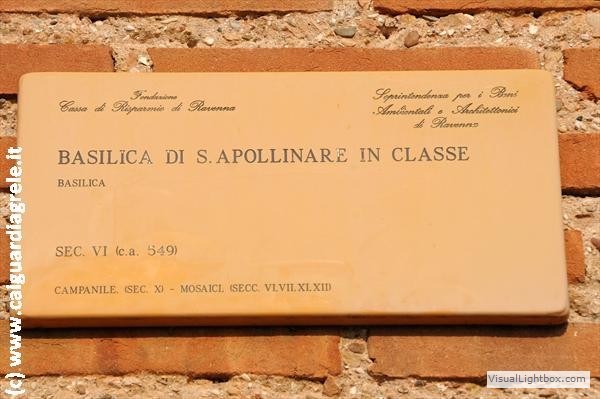 Fondazione
Cassa di Risparmio di Ravenna
Soprintendenza per i Beni
Ambientali e Architettonici
di Ravenna
BASILICA DI S. APOLLINARE IN CLASSE
BASILICA
SEC. VI (c.a. 549)
CAMPANILE. (SEC. X) - MOSAICI. (SECC. VI.VII.XI.XII)
(c) www.caiguardiagrele.it
VisualLightbox.com